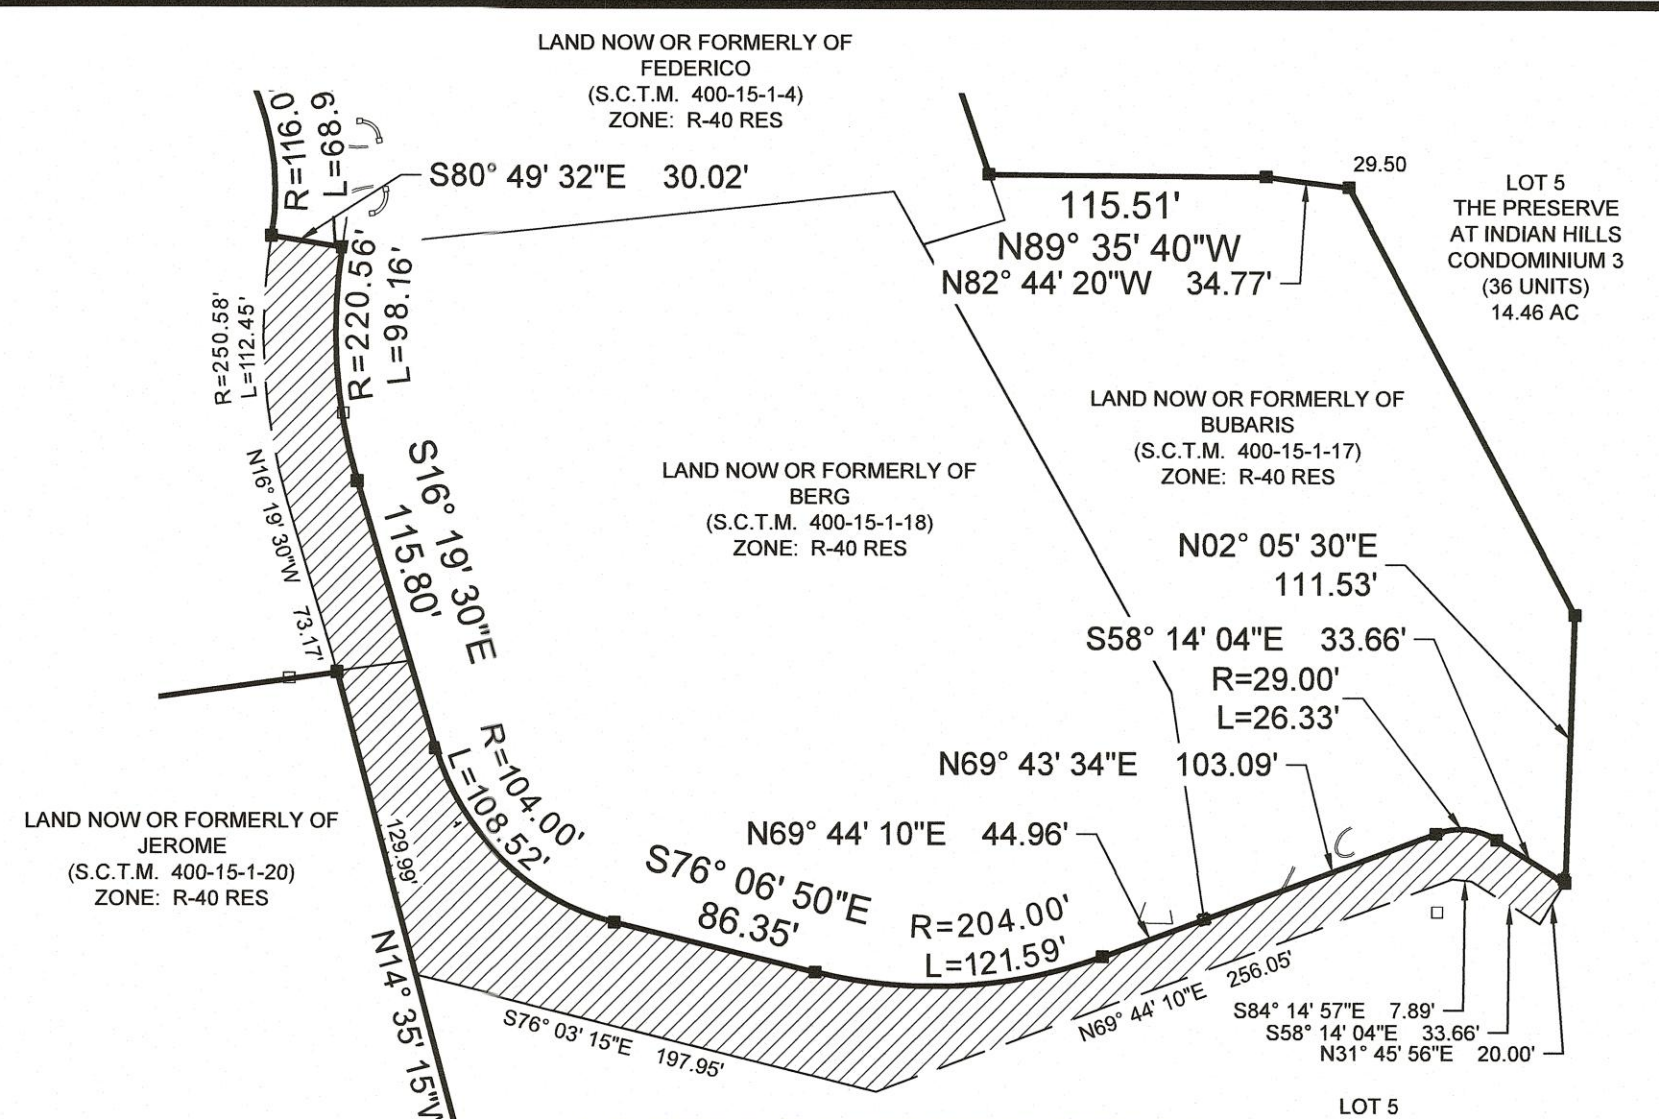 LAND NOW OR FORMERLY OF
FEDERICO
(S.C.T.M. 400-15-1-4)
ZONE: R-40 RES
R=116.0
L=68.9
S80° 49' 32"E 30.02'
29.50
LOT 5
THE PRESERVE
AT INDIAN HILLS
CONDOMINIUM 3
(36 UNITS)
14.46 AC
115.51'
N89° 35' 40"W
N82° 44' 20"W 34.77'
R=220.56'
L=98.16'
R=250.58'
L=112.45'
LAND NOW OR FORMERLY OF
BUBARIS
(S.C.T.M. 400-15-1-17)
ZONE: R-40 RES
LAND NOW OR FORMERLY OF
BERG
(S.C.T.M. 400-15-1-18)
ZONE: R-40 RES
S16° 19' 30"E
115.80'
N16° 19' 30"W 73.17'
N02° 05' 30"E
111.53'
S58° 14' 04"E 33.66'
R=29.00'
L=26.33'
N69° 43' 34"E 103.09'
N69° 44' 10"E 44.96'
R=104.00'
L=108.52'
LAND NOW OR FORMERLY OF
JEROME
(S.C.T.M. 400-15-1-20)
ZONE: R-40 RES
129.99'
S76° 06' 50"E
86.35'
R=204.00'
L=121.59'
N14° 35' 15"W
S76° 03' 15"E 197.95'
N69° 44' 10"E 256.05'
S84° 14' 57"E 7.89'
S58° 14' 04"E 33.66'
N31° 45' 56"E 20.00'
LOT 5